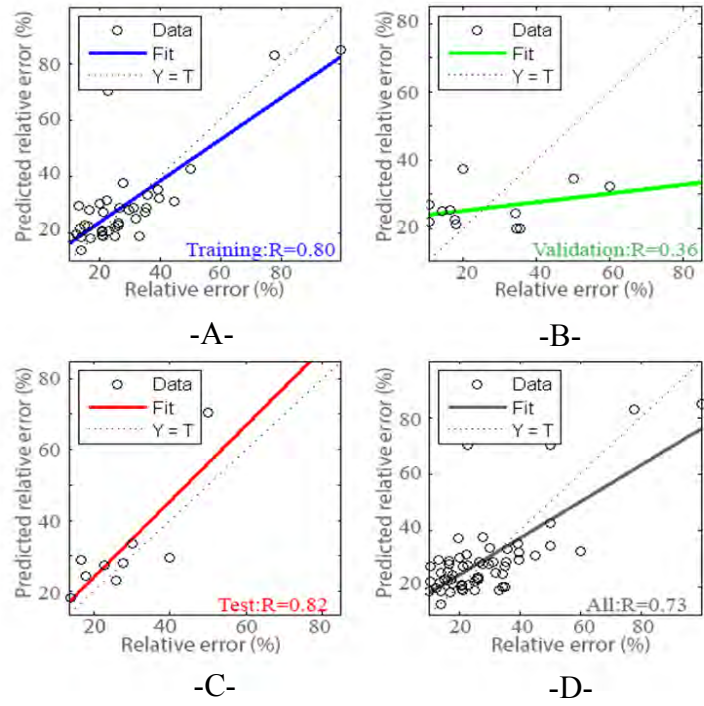 Data
Fit
Y = T
80
60
40
20
20 40 60 80
Predicted relative error (%)
Relative error (%)
Training:R=0.80
-A-
Data
Fit
Y = T
80
60
40
20
20 40 60 80
Predicted relative error (%)
Relative error (%)
Validation:R=0.36
-B-
Data
Fit
Y = T
80
60
40
20
20 40 60 80
Predicted relative error (%)
Relative error (%)
Test:R=0.82
-C-
Data
Fit
Y = T
80
60
40
20
20 40 60 80
Predicted relative error (%)
Relative error (%)
All:R=0.73
-D-